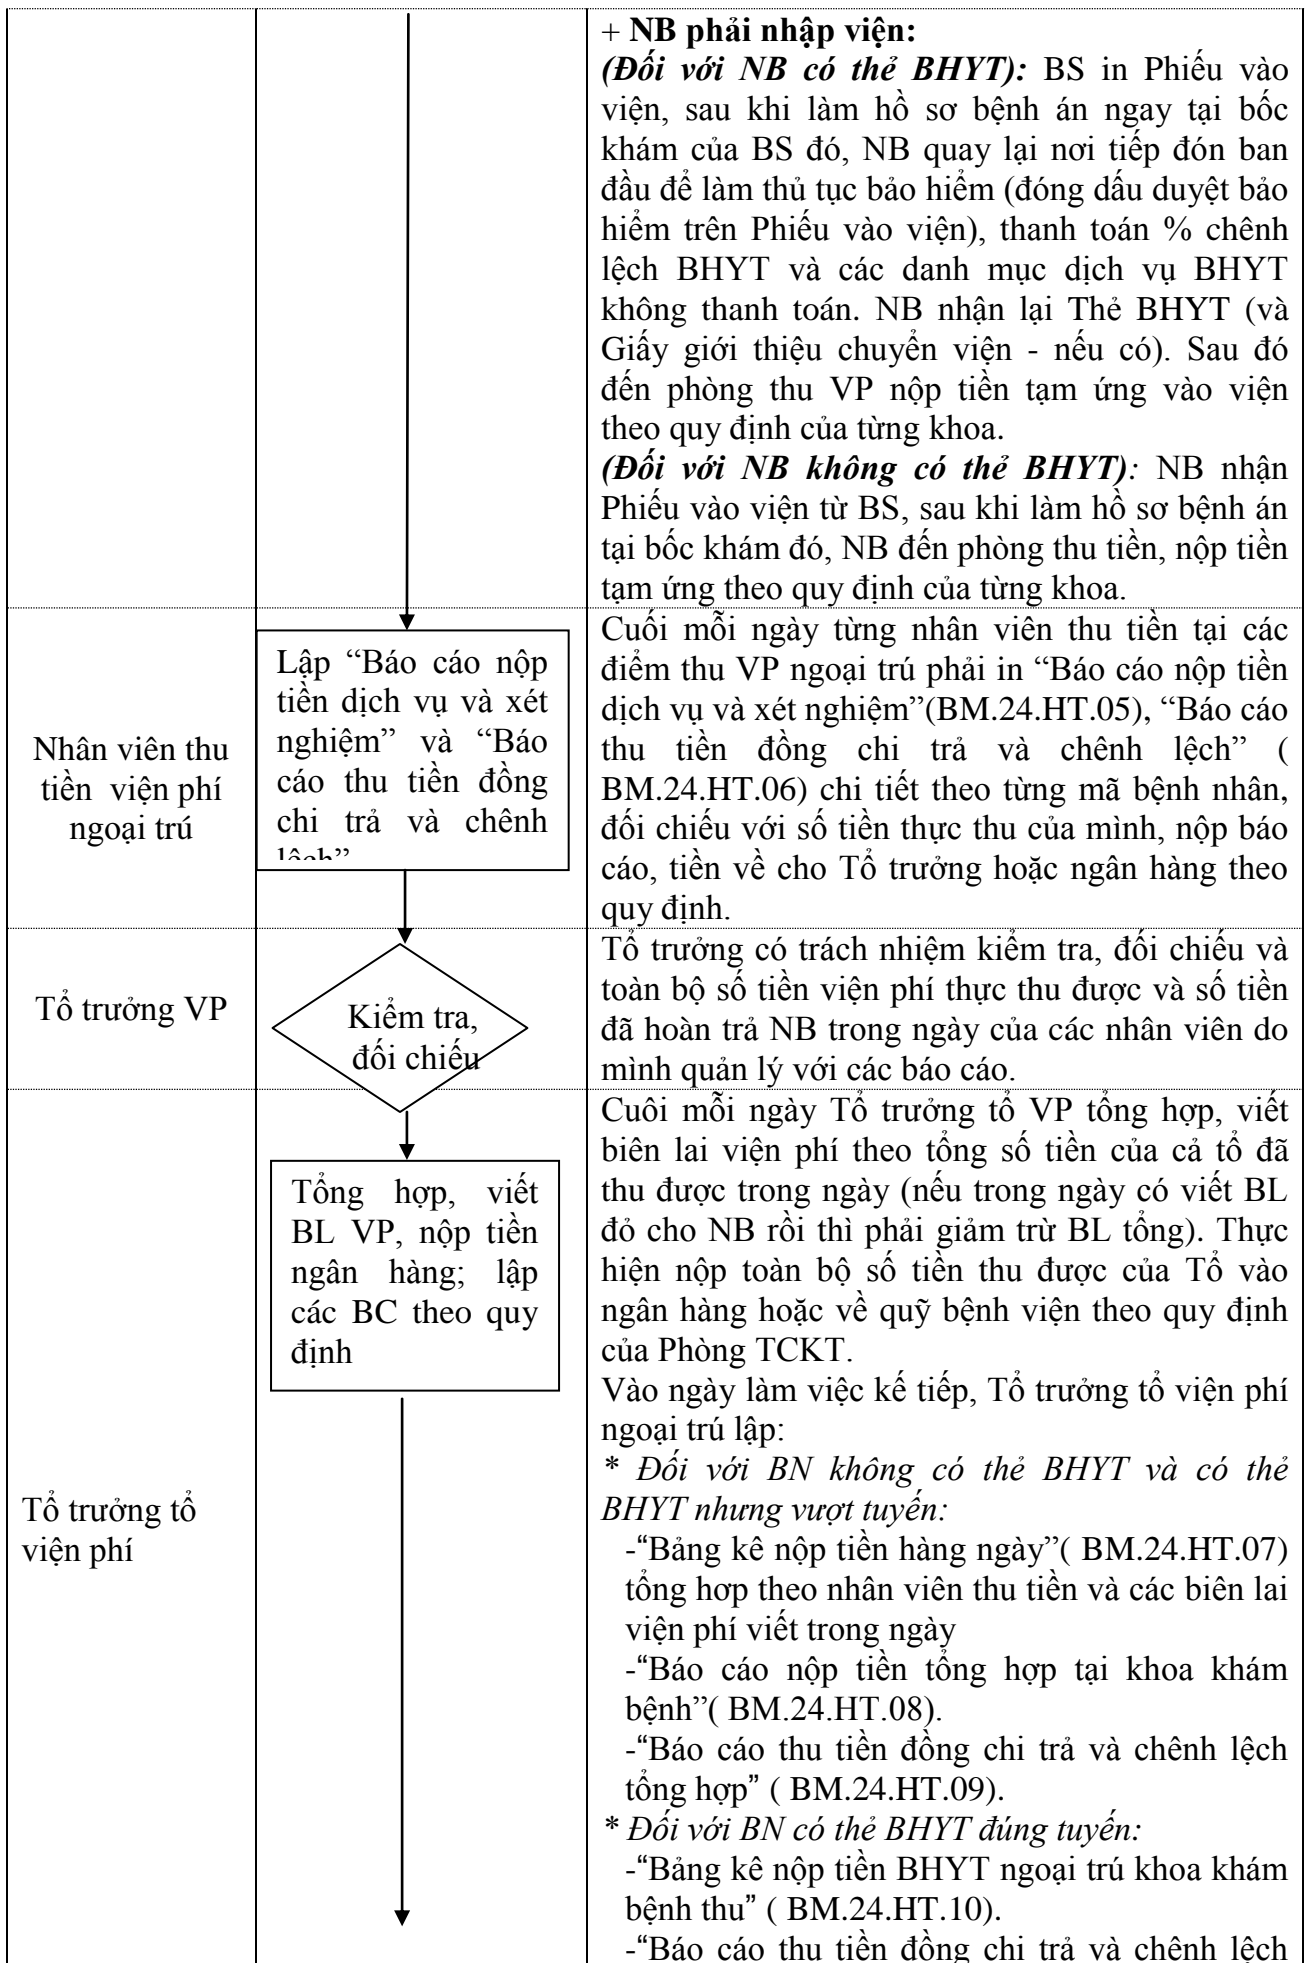 + NB phải nhập viện:
(Đối với NB có thẻ BHYT): BS in Phiếu vào
viện, sau khi làm hồ sơ bệnh án ngay tại bốc
khám của BS đó, NB quay lại nơi tiếp đón ban
đầu để làm thủ tục bảo hiểm (đóng dấu duyệt bảo
hiểm trên Phiếu vào viện), thanh toán % chênh
lệch BHYT và các danh mục dịch vụ BHYT
không thanh toán. NB nhận lại Thẻ BHYT (và
Giấy giới thiệu chuyển viện - nếu có). Sau đó
đến phòng thu VP nộp tiền tạm ứng vào viện
theo quy định của từng khoa.
(Đối với NB không có thẻ BHYT): NB nhận
Phiếu vào viện từ BS, sau khi làm hồ sơ bệnh án
tại bốc khám đó, NB đến phòng thu tiền, nộp tiền
tạm ứng theo quy định của từng khoa.
Nhân viên thu
tiền viện phí
ngoại trú
Lập “Báo cáo nộp
tiền dịch vụ và xét
nghiệm” và “Báo
cáo thu tiền đồng
chi trả và chênh
lệch”
Cuối mỗi ngày từng nhân viên thu tiền tại các
điểm thu VP ngoại trú phải in “Báo cáo nộp tiền
dịch vụ và xét nghiệm”(BM.24.HT.05), “Báo cáo
thu tiền đồng chi trả và chênh lệch” (
BM.24.HT.06) chi tiết theo từng mã bệnh nhân,
đối chiếu với số tiền thực thu của mình, nộp báo
cáo, tiền về cho Tổ trưởng hoặc ngân hàng theo
quy định.
Tổ trưởng VP
Kiểm tra,
đối chiếu
Tổ trưởng có trách nhiệm kiểm tra, đối chiếu và
toàn bộ số tiền viện phí thực thu được và số tiền
đã hoàn trả NB trong ngày của các nhân viên do
mình quản lý với các báo cáo.
Tổ trưởng tổ
viện phí
Tổng hợp, viết
BL VP, nộp tiền
ngân hàng; lập
các BC theo quy
định
Cuôi mỗi ngày Tổ trưởng tổ VP tổng hợp, viết
biên lai viện phí theo tổng số tiền của cả tổ đã
thu được trong ngày (nếu trong ngày có viết BL
đỏ cho NB rồi thì phải giảm trừ BL tổng). Thực
hiện nộp toàn bộ số tiền thu được của Tổ vào
ngân hàng hoặc về quỹ bệnh viện theo quy định
của Phòng TCKT.
Vào ngày làm việc kế tiếp, Tổ trưởng tổ viện phí
ngoại trú lập:
* Đối với BN không có thẻ BHYT và có thẻ
BHYT nhưng vượt tuyến:
-“Bảng kê nộp tiền hàng ngày”( BM.24.HT.07)
tổng hơp theo nhân viên thu tiền và các biên lai
viện phí viết trong ngày
-“Báo cáo nộp tiền tổng hợp tại khoa khám
bệnh”( BM.24.HT.08).
-“Báo cáo thu tiền đồng chi trả và chênh lệch
tổng hợp” ( BM.24.HT.09).
* Đối với BN có thẻ BHYT đúng tuyến:
-“Bảng kê nộp tiền BHYT ngoại trú khoa khám
bệnh thu” ( BM.24.HT.10).
-“Báo cáo thu tiền đồng chi trả và chênh lệch